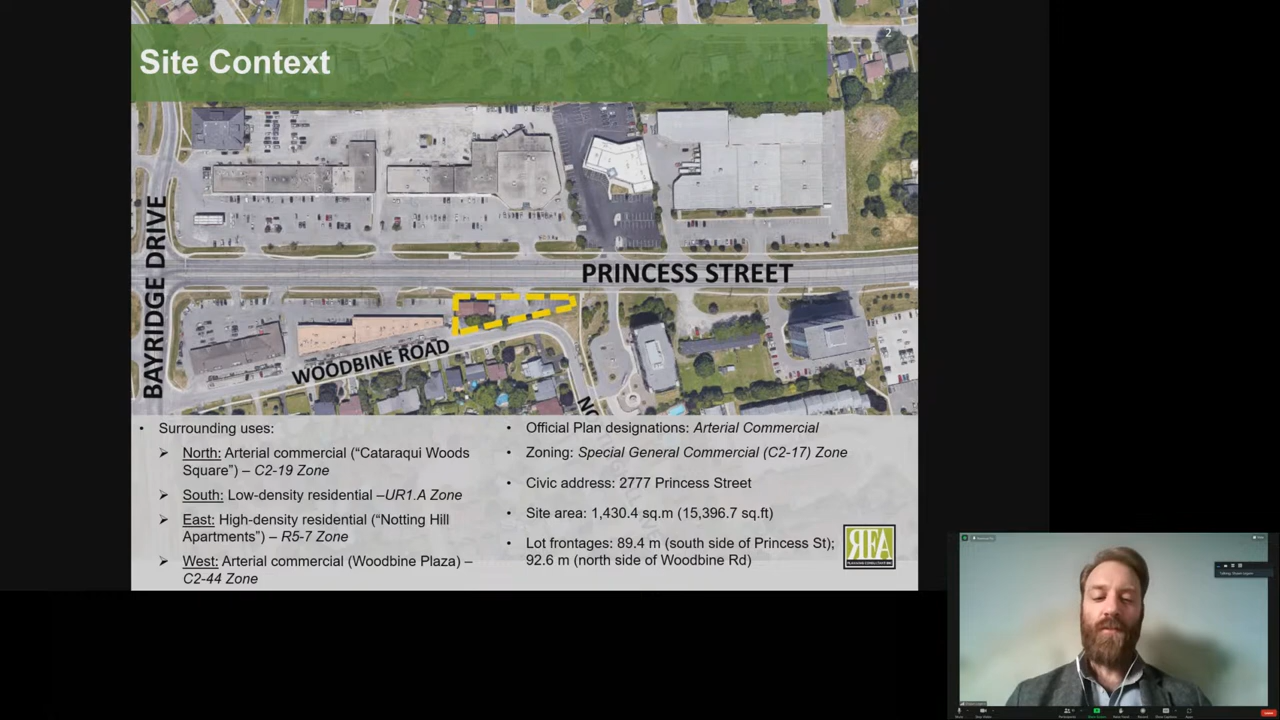 2
Site Context
BAYRIDGE DRIVE
PRINCESS STREET
WOODBINE ROAD
• Surrounding uses:
➢ North: Arterial commercial (“Cataraqui Woods
Square”) – C2-19 Zone
➢ South: Low-density residential –UR1.A Zone
➢ East: High-density residential (“Notting Hill
Apartments”) – R5-7 Zone
➢ West: Arterial commercial (Woodbine Plaza) –
C2-44 Zone
• Official Plan designations: Arterial Commercial
• Zoning: Special General Commercial (C2-17) Zone
• Civic address: 2777 Princess Street
• Site area: 1,430.4 sq.m (15,396.7 sq.ft)
• Lot frontages: 89.4 m (south side of Princess St);
92.6 m (north side of Woodbine Rd)
RFA